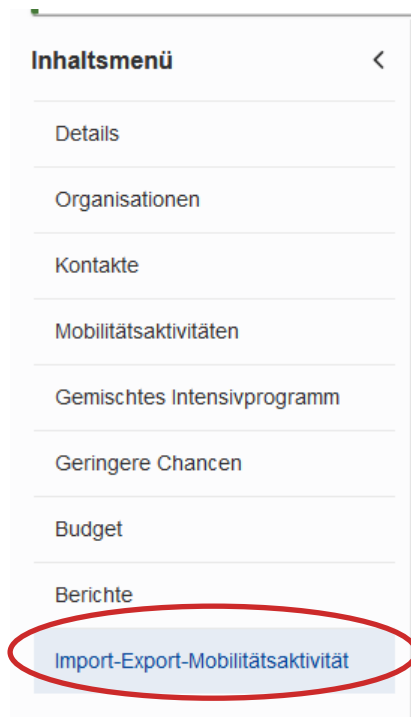 Inhaltsmenü
Details
Organisationen
Kontakte
Mobilitätsaktivitäten
Gemischtes Intensivprogramm
Geringere Chancen
Budget
Berichte
Import-Export-Mobilitätsaktivität